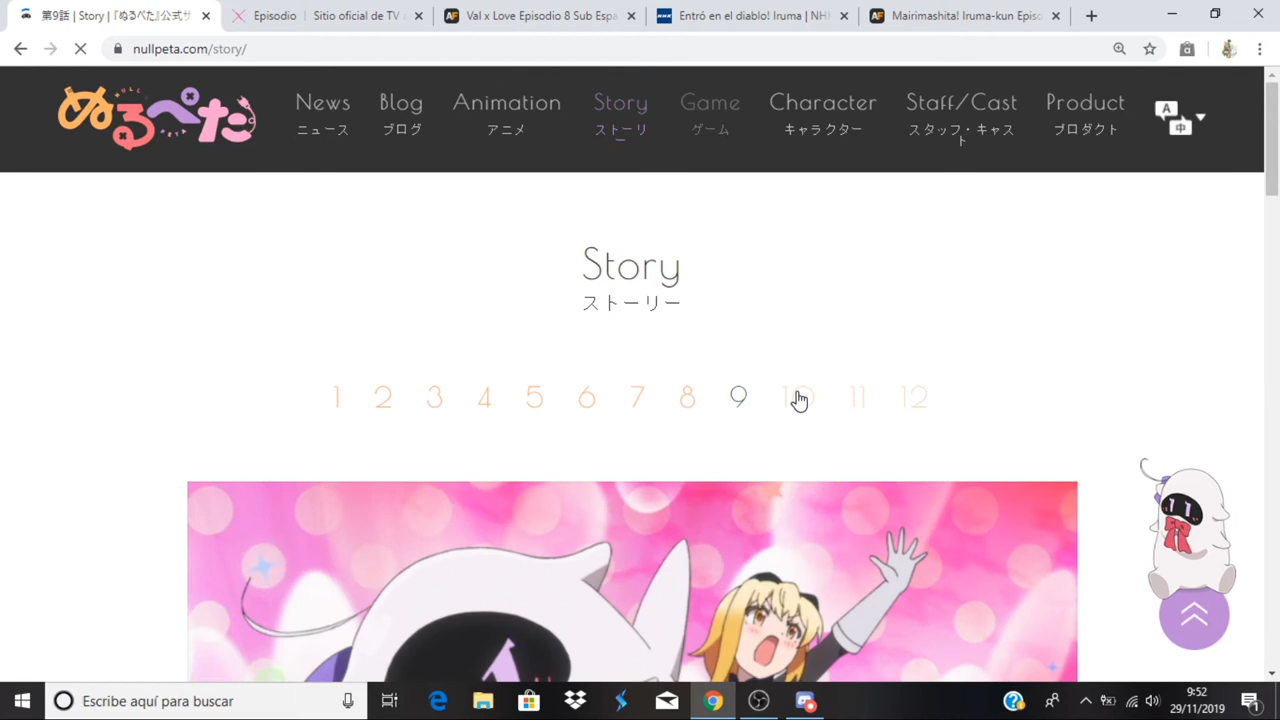 第9話 | Story | 『ぬるぺた』公式サ
Episodio | Sitio oficial de TV
Val x Love Episodio 8 Sub Espa
Entró en el diablo! Iruma | NHK
Mairimashita! Iruma-kun Episo
nullpeta.com/story/
ぬるぺた
News Blog Animation Story Game Character Staff/Cast Product
ニュース ブログ アニメ ストーリー ゲーム キャラクター スタッフ・キャスト プロダクト
A
中
Story
ストーリー
1 2 3 4 5 6 7 8 9 10 11 12
Escribe aquí para buscar
9:52
29/11/2019
1